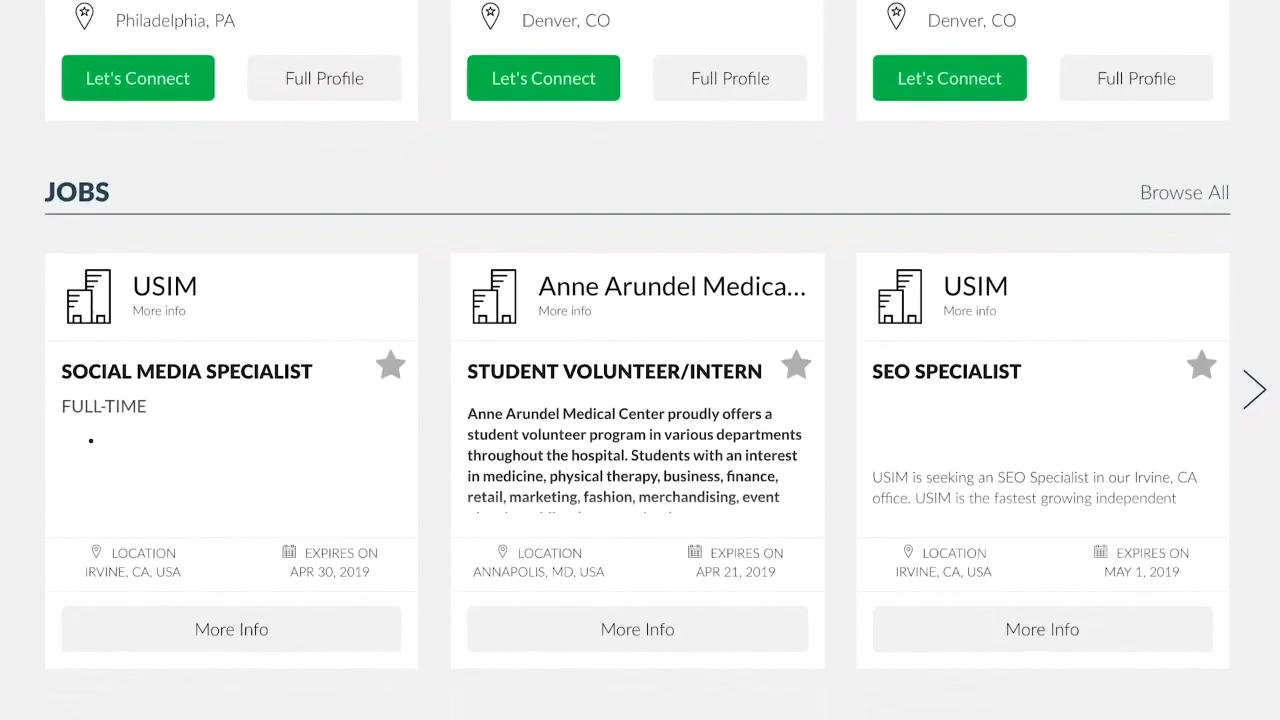 Philadelphia, PA
Denver, CO
Denver, CO
Let's Connect
Full Profile
Let's Connect
Full Profile
Let's Connect
Full Profile
JOBS
Browse All
USIM
More info
SOCIAL MEDIA SPECIALIST
FULL-TIME
•
LOCATION
IRVINE, CA, USA
EXPIRES ON
APR 30, 2019
More Info
Anne Arundel Medica...
More info
STUDENT VOLUNTEER/INTERN
Anne Arundel Medical Center proudly offers a
student volunteer program in various departments
throughout the hospital. Students with an interest
in medicine, physical therapy, business, finance,
retail, marketing, fashion, merchandising, event
LOCATION
ANNAPOLIS, MD, USA
EXPIRES ON
APR 21, 2019
More Info
USIM
More info
SEO SPECIALIST
USIM is seeking an SEO Specialist in our Irvine, CA
office. USIM is the fastest growing independent
LOCATION
IRVINE, CA, USA
EXPIRES ON
MAY 1, 2019
More Info